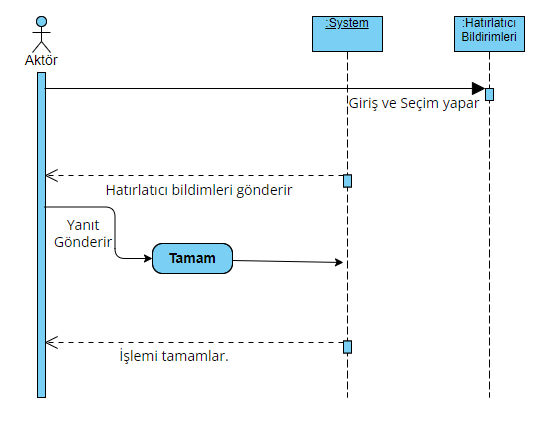 :System
:Hatırlatıcı
Bildirimleri
Aktör
Giriş ve Seçim yapar
Hatırlatıcı bildimleri gönderir
Yanıt
Gönderir
Tamam
İşlemi tamamlar.